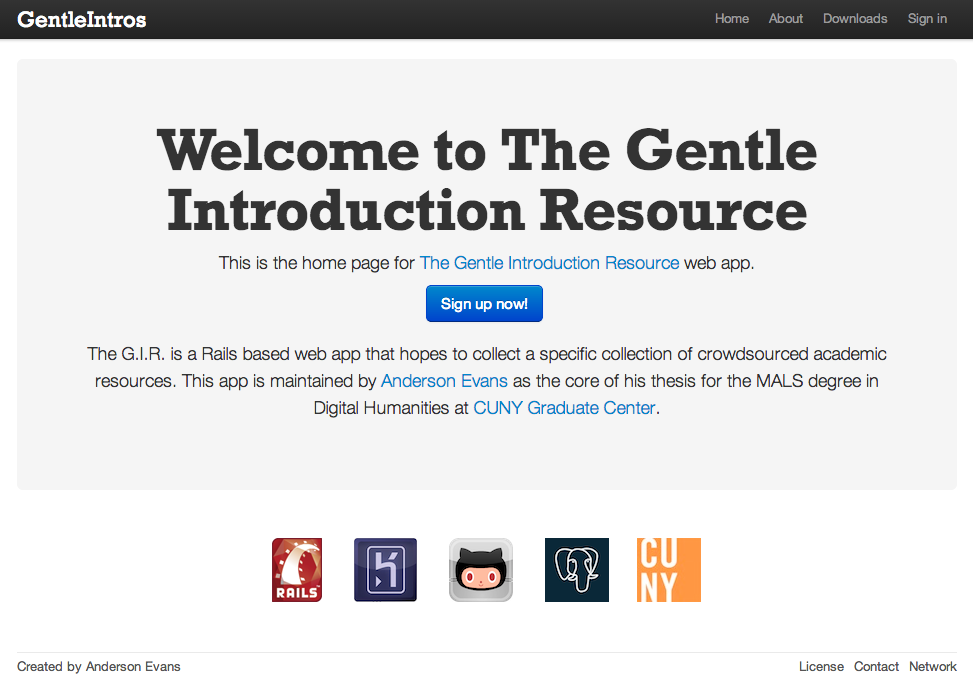 GentleIntros
Home About Downloads Sign in
Welcome to The Gentle
Introduction Resource
This is the home page for The Gentle Introduction Resource web app.
Sign up now!
The G.I.R. is a Rails based web app that hopes to collect a specific collection of crowdsourced academic
resources. This app is maintained by Anderson Evans as the core of his thesis for the MALS degree in
Digital Humanities at CUNY Graduate Center.
RAILS
CU
NY
Created by Anderson Evans
License Contact Network